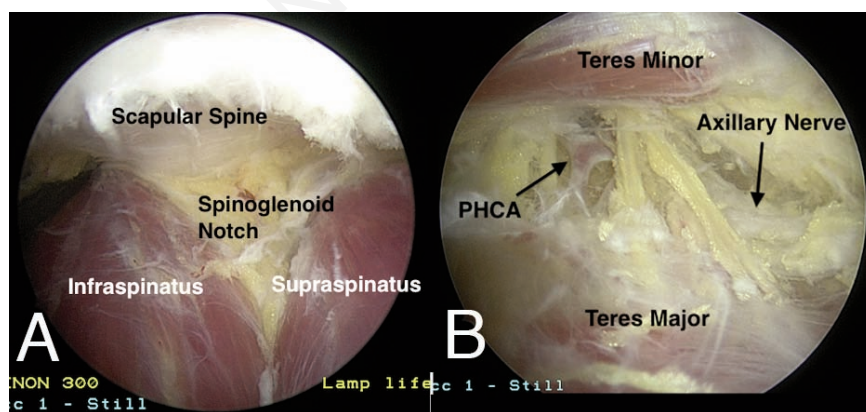 Scapular Spine
Spinoglenoid
Notch
Infraspinatus
Supraspinatus
A
NON 300
Lamp life
cc 1 - Still
Teres Minor
Axillary Nerve
PHCA
Teres Major
B
cc 1 - Still